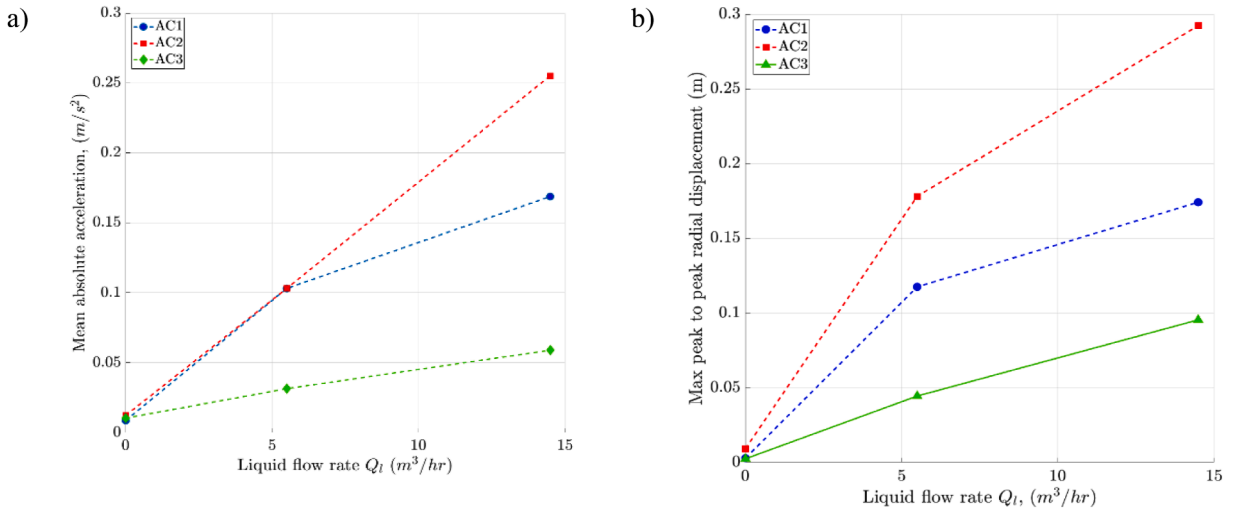 a)
Mean absolute acceleration, (m/s²)
0.3
0.25
0.2
0.15
0.1
0.05
0
AC1
AC2
AC3
0 5 10 15
Liquid flow rate Qₗ (m³/hr)
b)
Max peak to peak radial displacement (m)
0.3
0.25
0.2
0.15
0.1
0.05
0
AC1
AC2
AC3
0 5 10 15
Liquid flow rate Qₗ, (m³/hr)